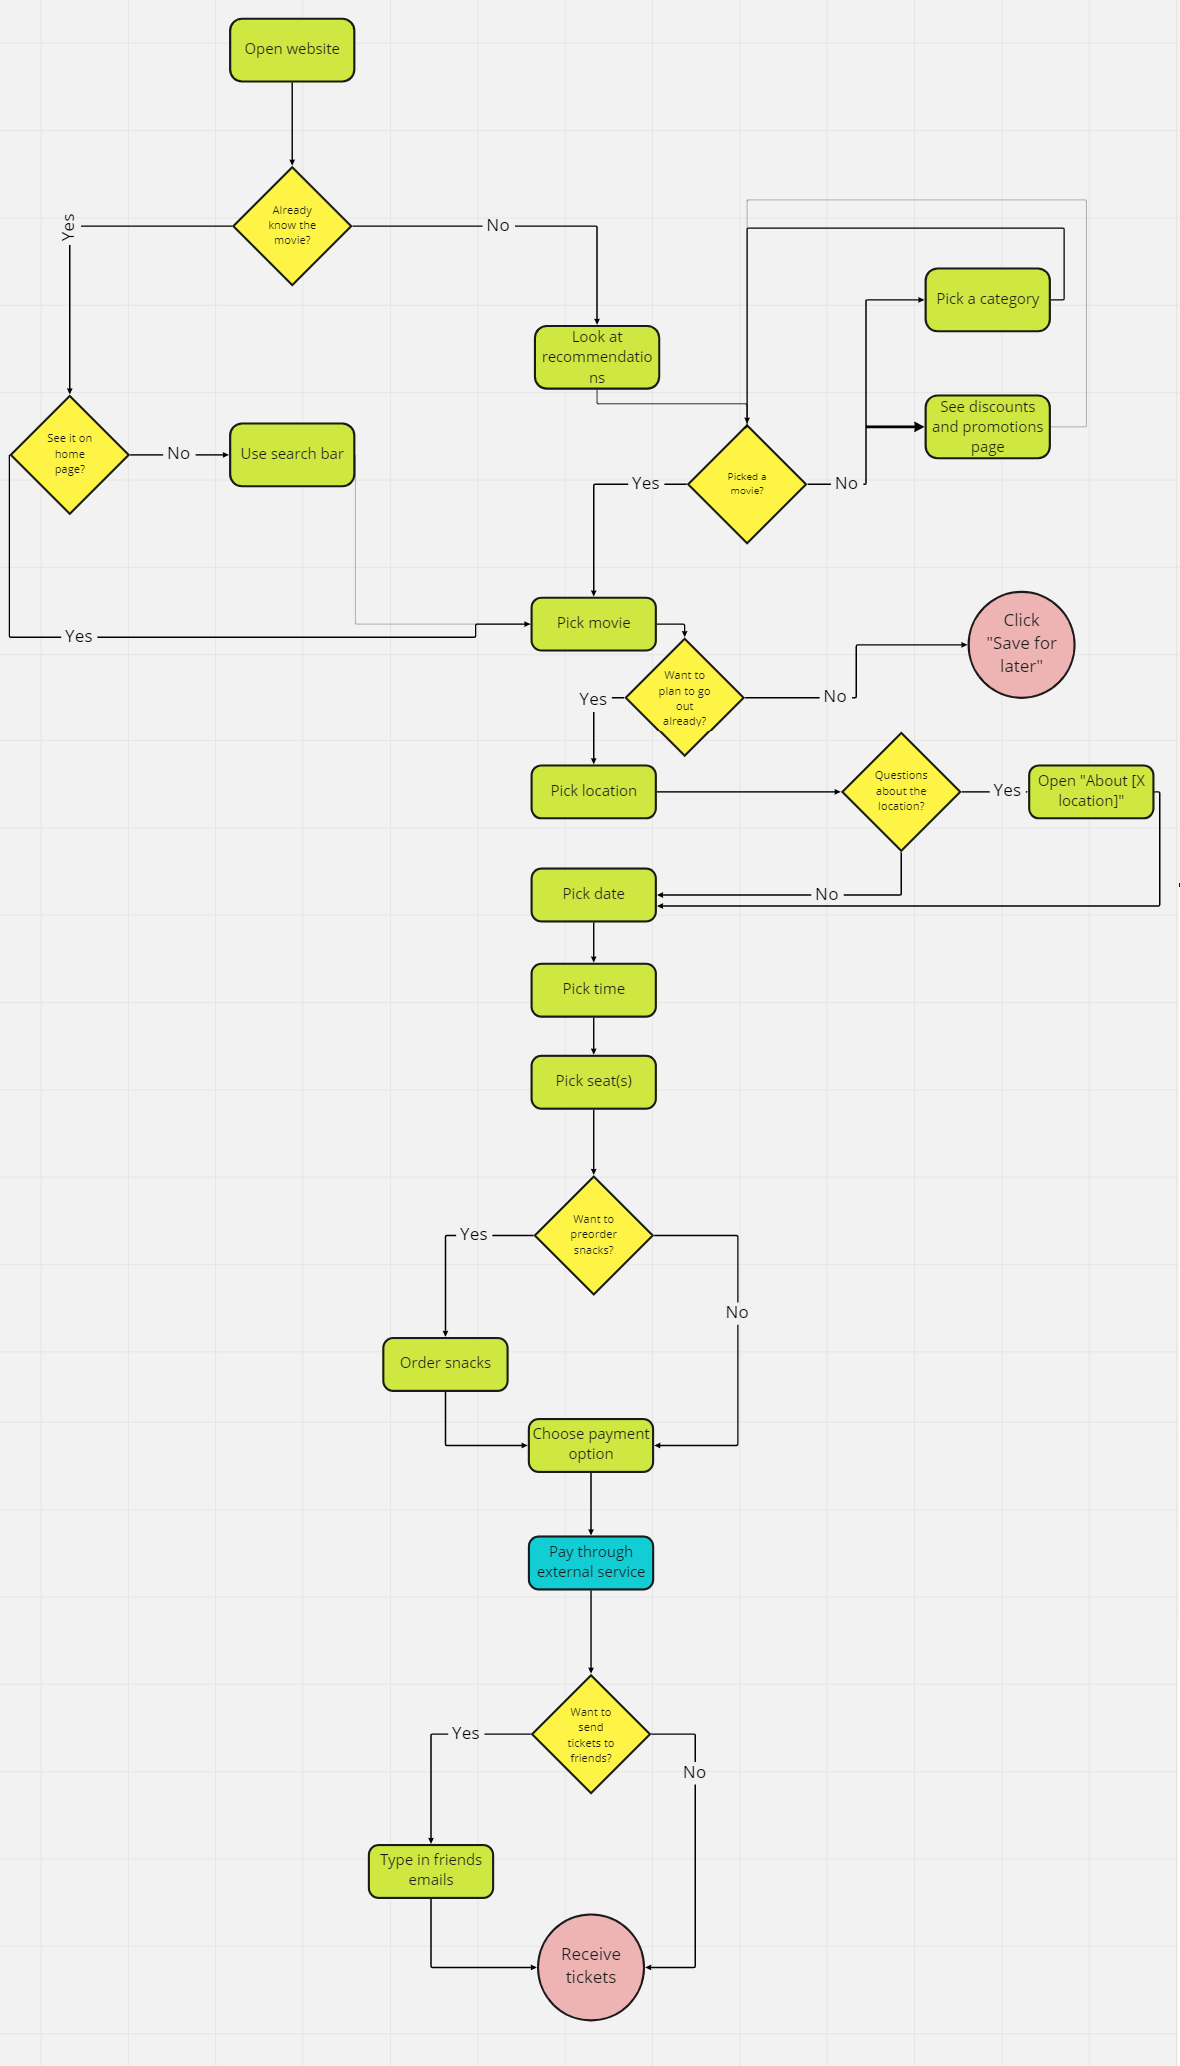 Open website
Already
know the
movie?
Yes
No
Pick a category
Look at
recommendatio
ns
See discounts
and promotions
page
See it on
home
page?
No
Use search bar
Picked a
movie?
Yes
No
Pick movie
Yes
Click
"Save for
later"
Want to
plan to go
out
already?
Yes
No
Pick location
Questions
about the
location?
Yes
Open "About [X
location]"
Pick date
No
Pick time
Pick seat(s)
Want to
preorder
snacks?
Yes
No
Order snacks
Choose payment
option
Pay through
external service
Want to
send
tickets to
friends?
Yes
No
Type in friends
emails
Receive
tickets